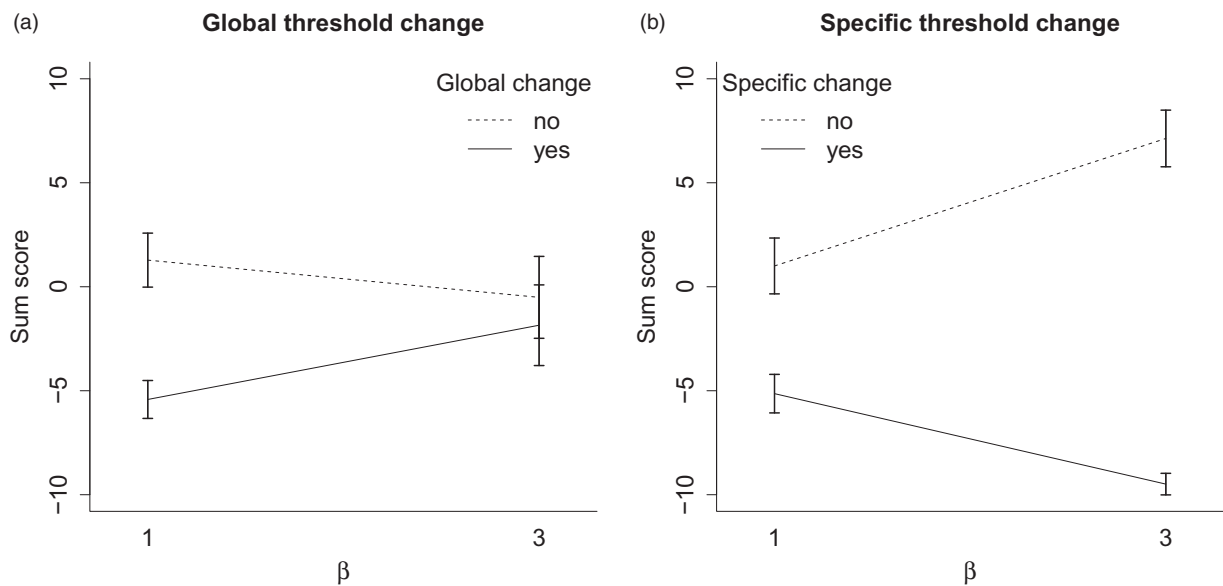 (a)
Global threshold change
Global change
no
yes
Sum score
10
5
0
−5
−10
1
3
β
(b)
Specific threshold change
Specific change
no
yes
Sum score
10
5
0
−5
−10
1
3
β